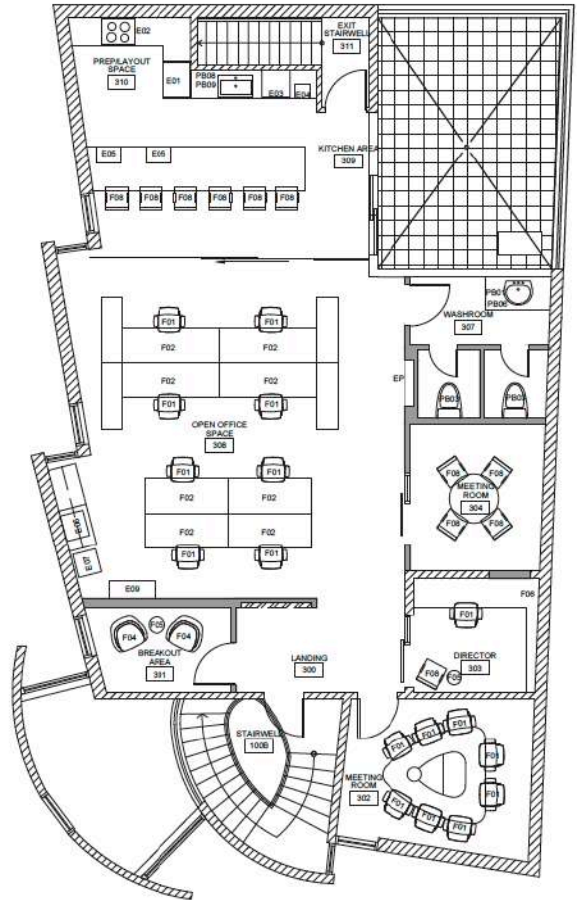 E02
EXIT
STAIRWELL
311
PREP/LAYOUT
SPACE
310
E01
PB08
PB09
E03
E04
E05
E05
KITCHEN AREA
309
F08 F08 F08 F08 F08 F08
PB01
PB06
WASHROOM
307
F01 F01
F02 F02
F02 F02
F01 F01
EP
PB03 PB03
OPEN OFFICE
SPACE
308
F01 F01
F02 F02
F02 F02
F01 F01
F08 F08
MEETING
ROOM
304
F08 F08
E06
E07
E09
F06
F01
F04 F05 F04
BREAKOUT
AREA
301
LANDING
300
DIRECTOR
303
F08 F05
STAIRWELL
100B
F01 F01 F01
F01
MEETING
ROOM
302
F01
F01 F01 F01